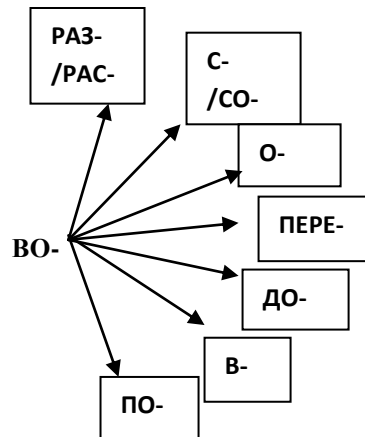 РАЗ-
/РАС-
С-
/СО-
О-
ПЕРЕ-
ВО-
ДО-
В-
ПО-